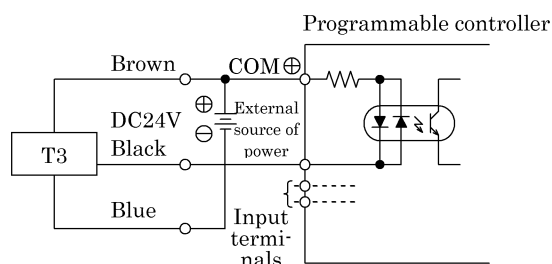 Programmable controller
Brown
COM⊕
⊕
External
source of
power
DC24V
⊖
Black
T3
Blue
Input
termi-
nals